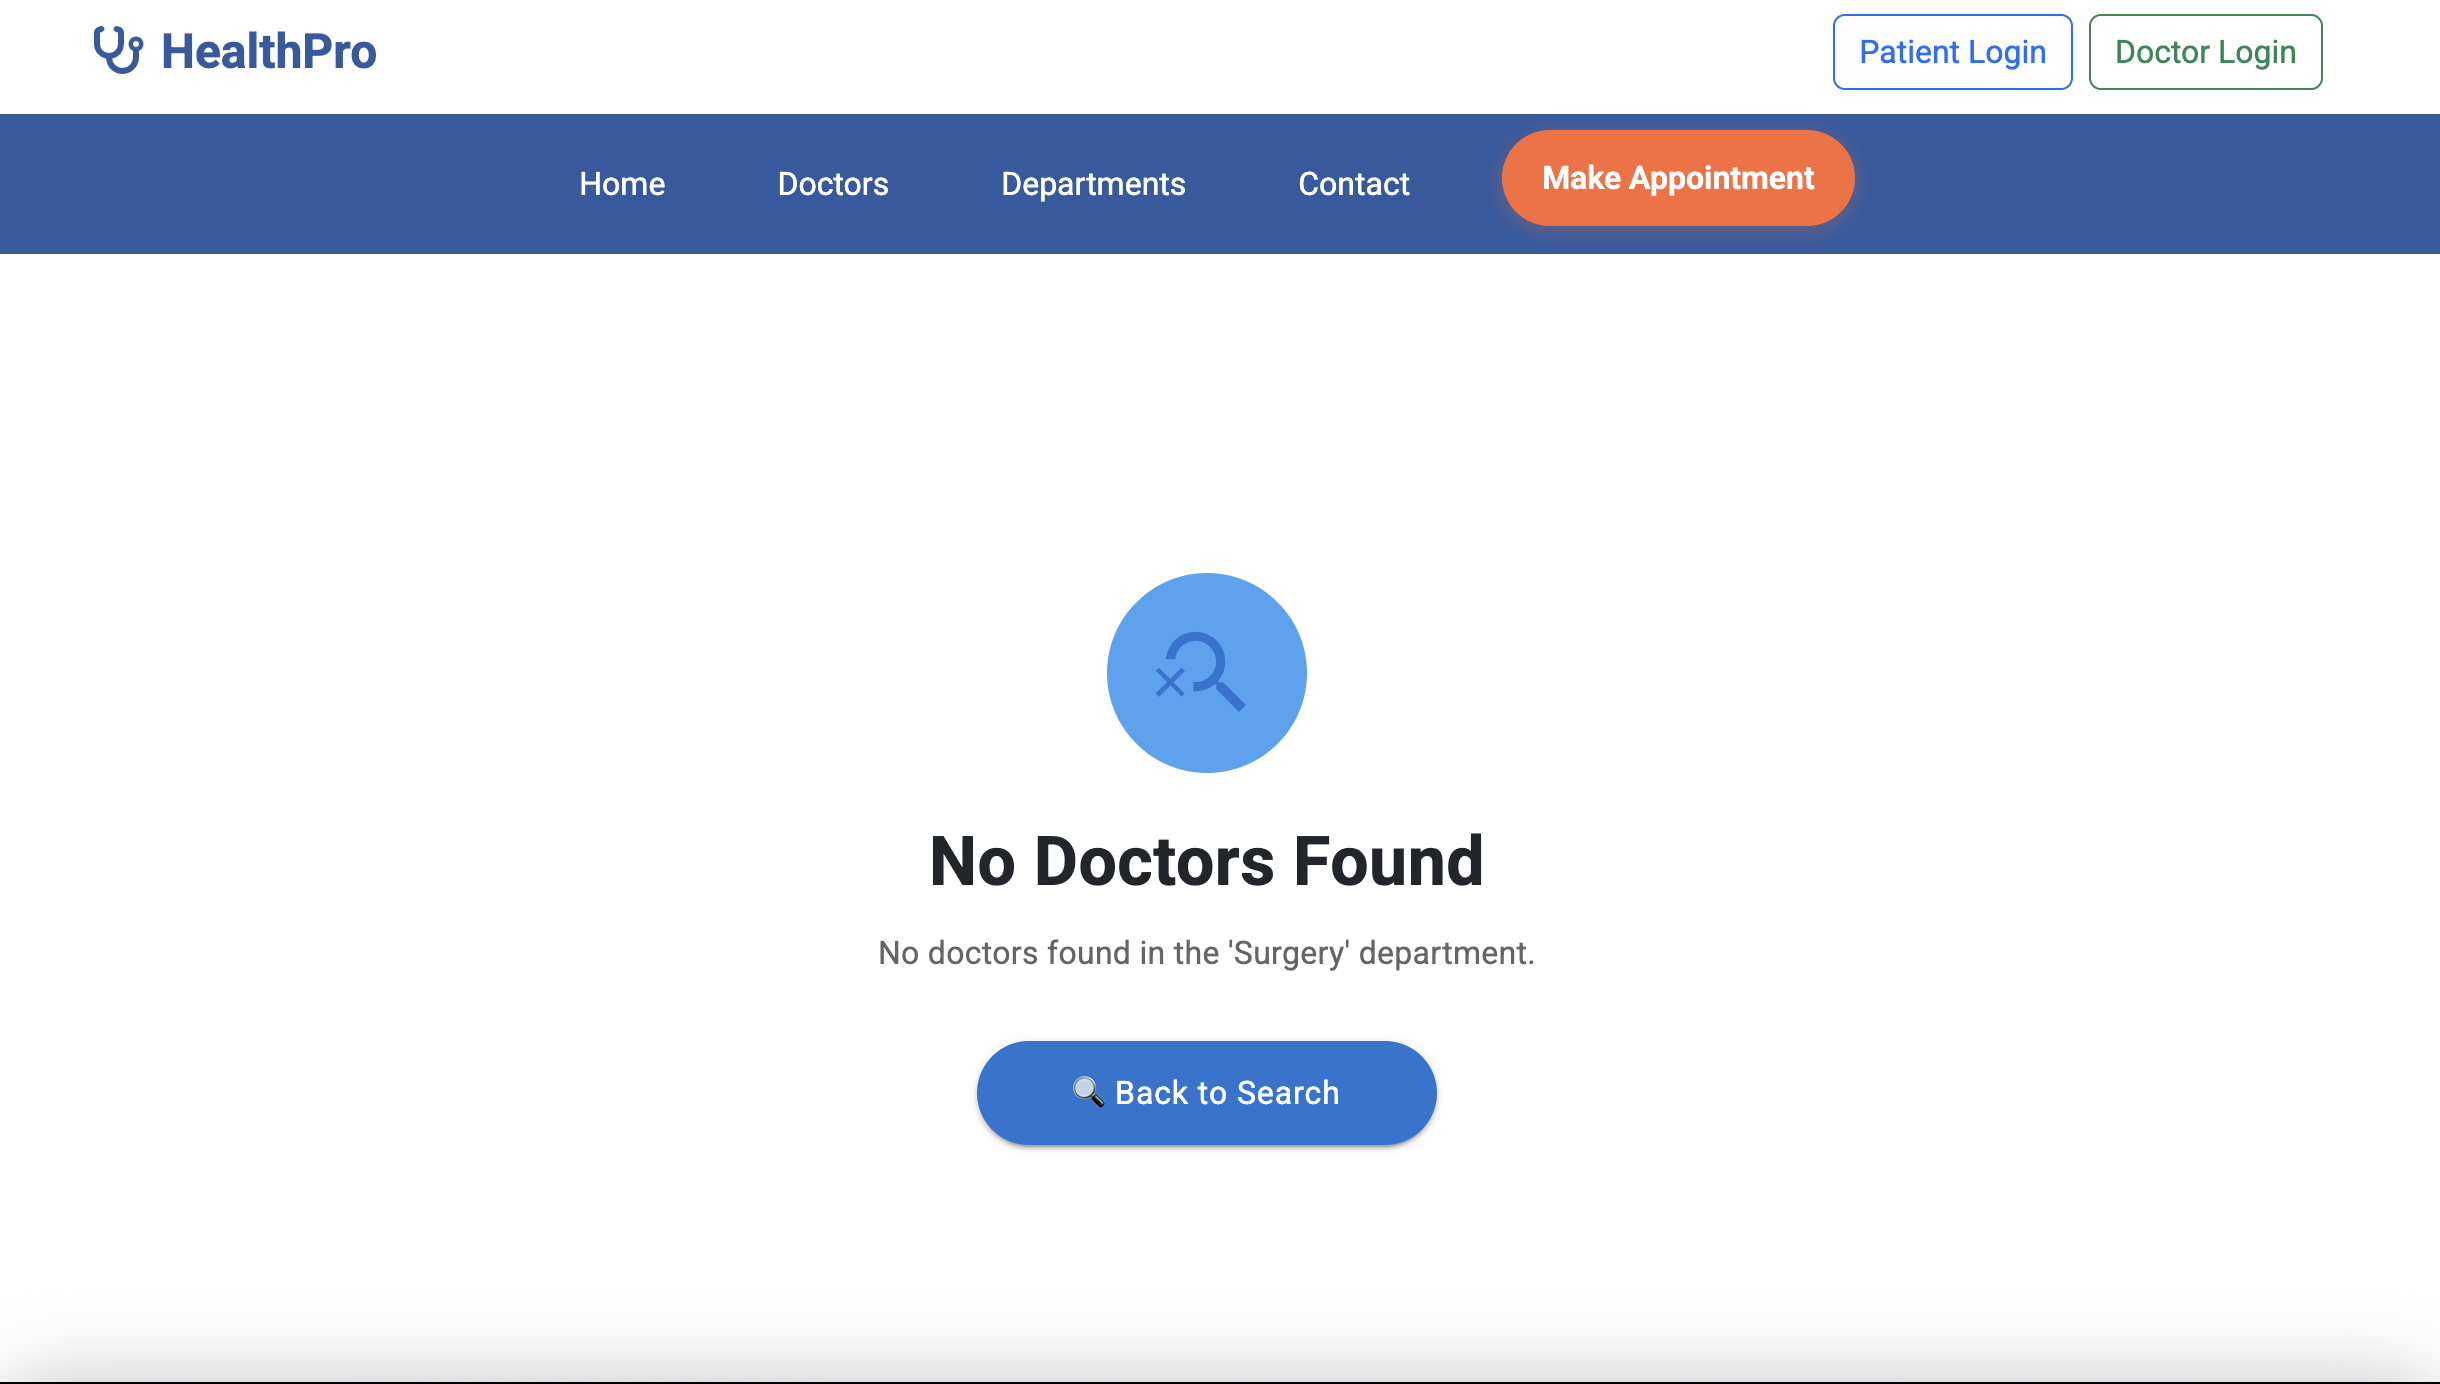 HealthPro
Patient Login
Doctor Login
Home
Doctors
Departments
Contact
Make Appointment
No Doctors Found
No doctors found in the 'Surgery' department.
🔍 Back to Search